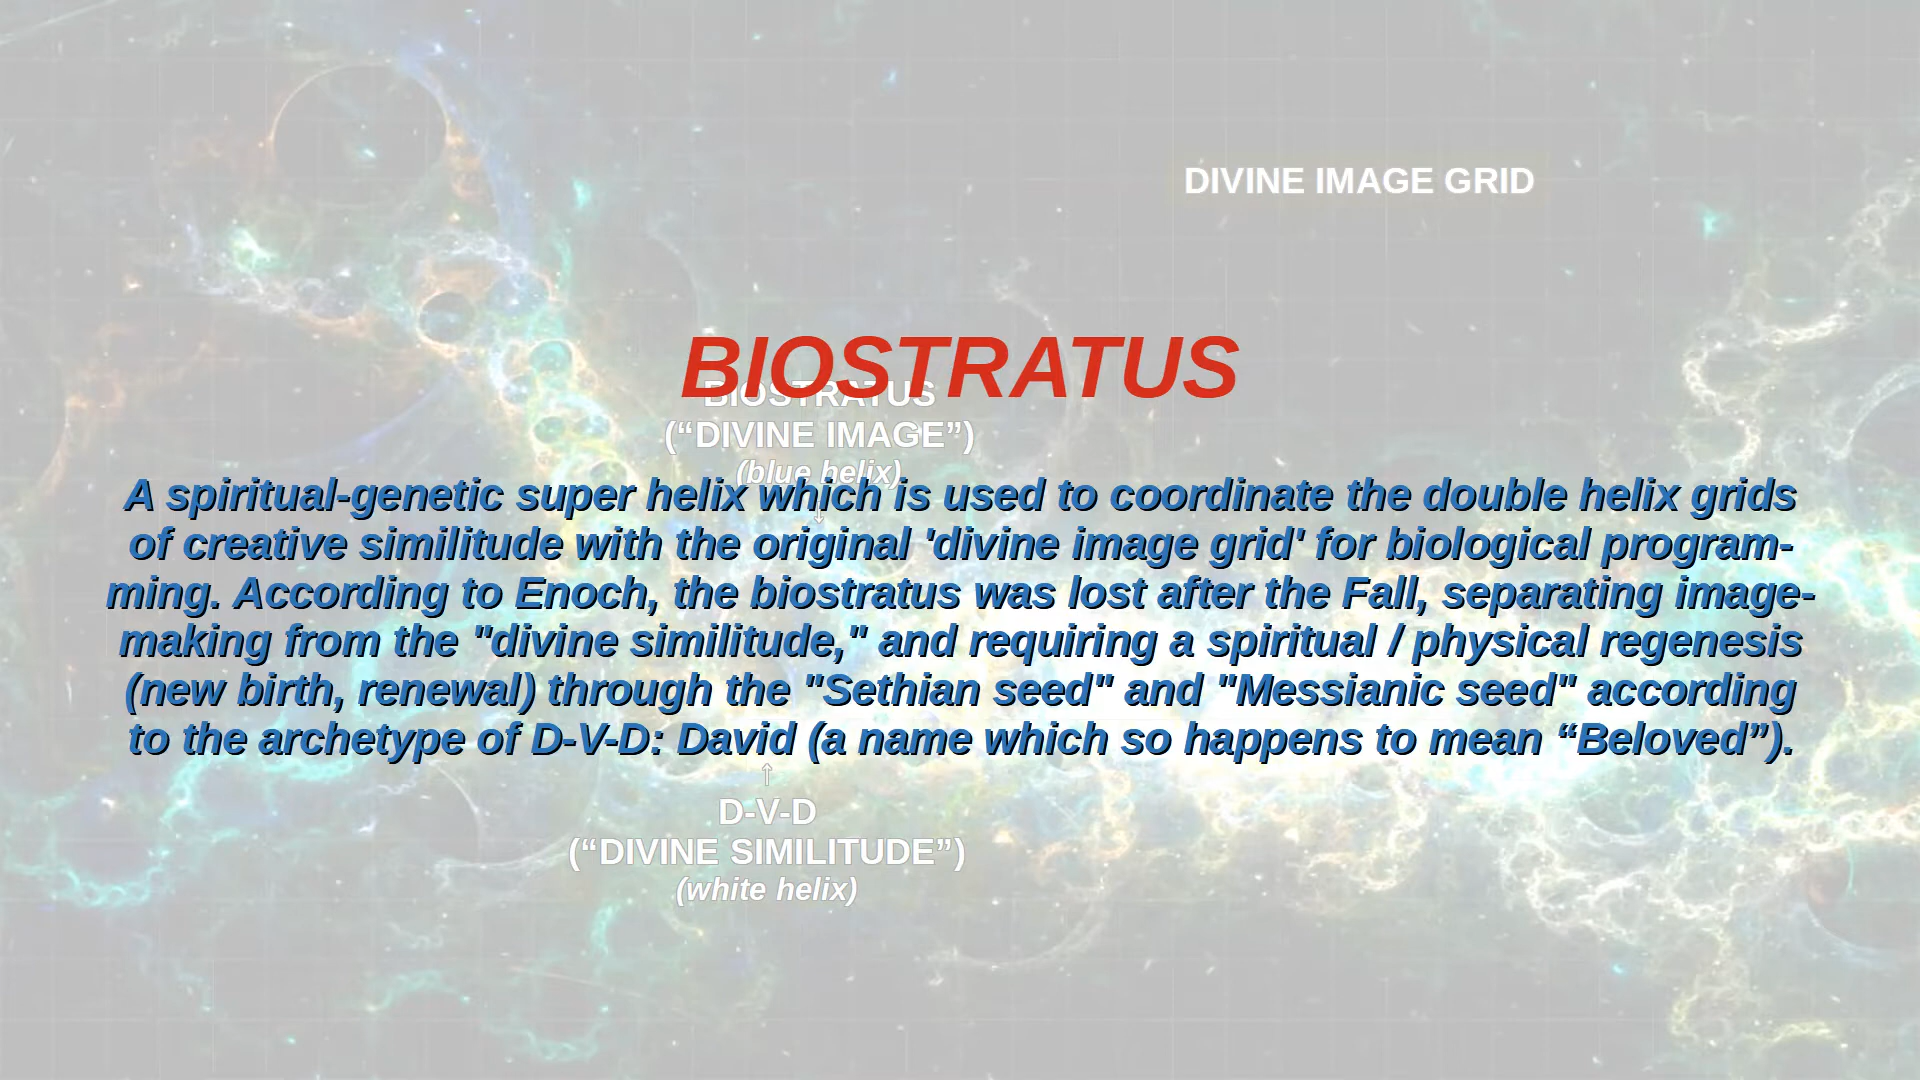 DIVINE IMAGE GRID
BIOSTRATUS
BIOSTRATUS
(“DIVINE IMAGE”)
(blue helix)
A spiritual-genetic super helix which is used to coordinate the double helix grids
of creative similitude with the original 'divine image grid' for biological program-
ming. According to Enoch, the biostratus was lost after the Fall, separating image-
making from the "divine similitude," and requiring a spiritual / physical regenesis
(new birth, renewal) through the "Sethian seed" and "Messianic seed" according
to the archetype of D-V-D: David (a name which so happens to mean “Beloved”).
D-V-D
(“DIVINE SIMILITUDE”)
(white helix)